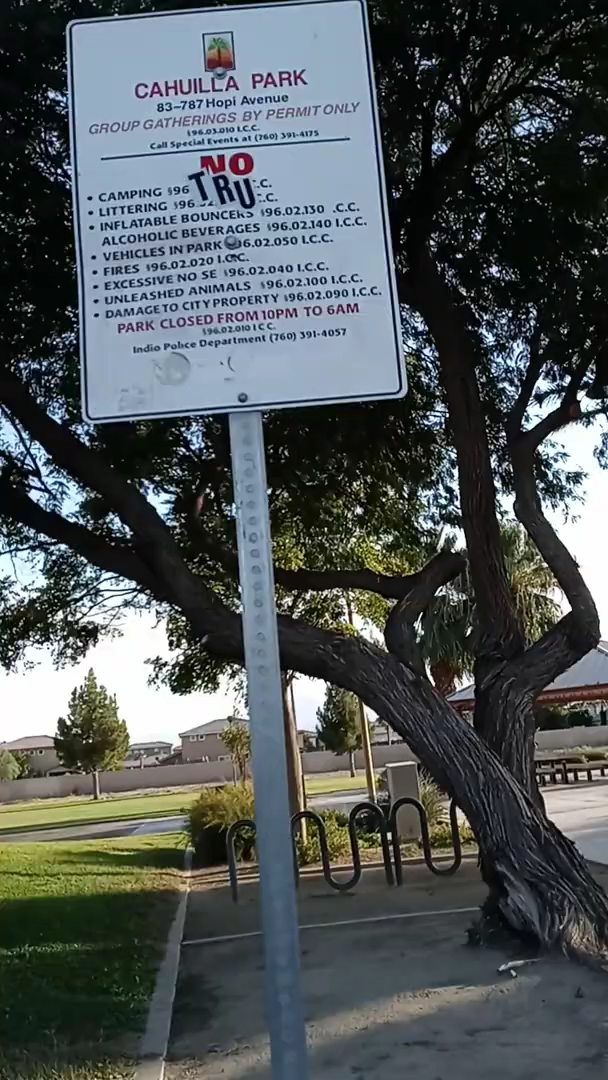 CAHUILLA PARK
83-787 Hopi Avenue
GROUP GATHERINGS BY PERMIT ONLY
§96.03.010 I.C.C.
Call Special Events at (760) 391-4175
NO
TRU
• CAMPING §96 .C.
• LITTERING §96. .C.
• INFLATABLE BOUNCERS §96.02.130 .C.C.
ALCOHOLIC BEVERAGES §96.02.140 I.C.C.
• VEHICLES IN PARK 6.02.050 I.C.C.
• FIRES §96.02.020 I.C.C.
• EXCESSIVE NO SE §96.02.040 I.C.C.
• UNLEASHED ANIMALS §96.02.100 I.C.C.
• DAMAGE TO CITY PROPERTY §96.02.090 I.C.C.
PARK CLOSED FROM 10PM TO 6AM
§96.02.010 I C C.
Indio Police Department (760) 391-4057